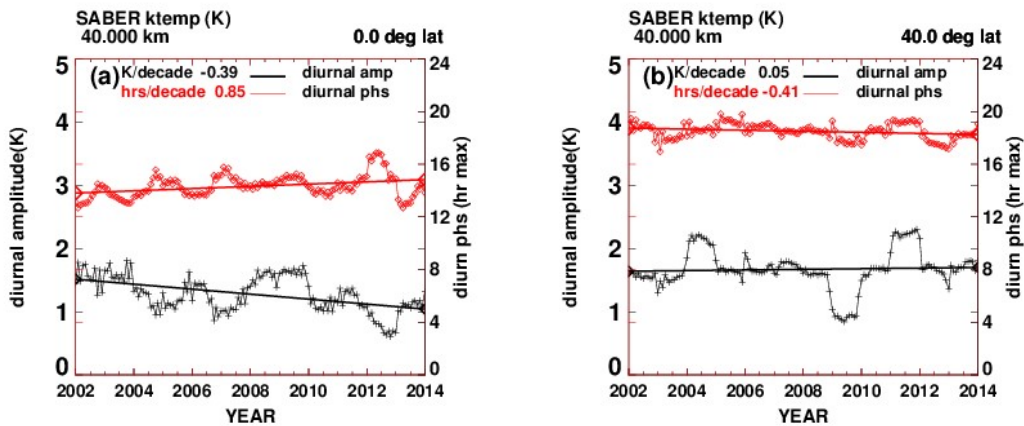 SABER ktemp (K)
40.000 km 0.0 deg lat
(a) K/decade -0.39 diurnal amp
hrs/decade 0.85 diurnal phs
diurnal amplitude(K)
5
4
3
2
1
0
24
20
16
12
8
4
0
diurn phs (hr max)
2002 2004 2006 2008 2010 2012 2014
YEAR
SABER ktemp (K)
40.000 km 40.0 deg lat
(b) K/decade 0.05 diurnal amp
hrs/decade -0.41 diurnal phs
diurnal amplitude(K)
5
4
3
2
1
0
24
20
16
12
8
4
0
diurn phs (hr max)
2002 2004 2006 2008 2010 2012 2014
YEAR